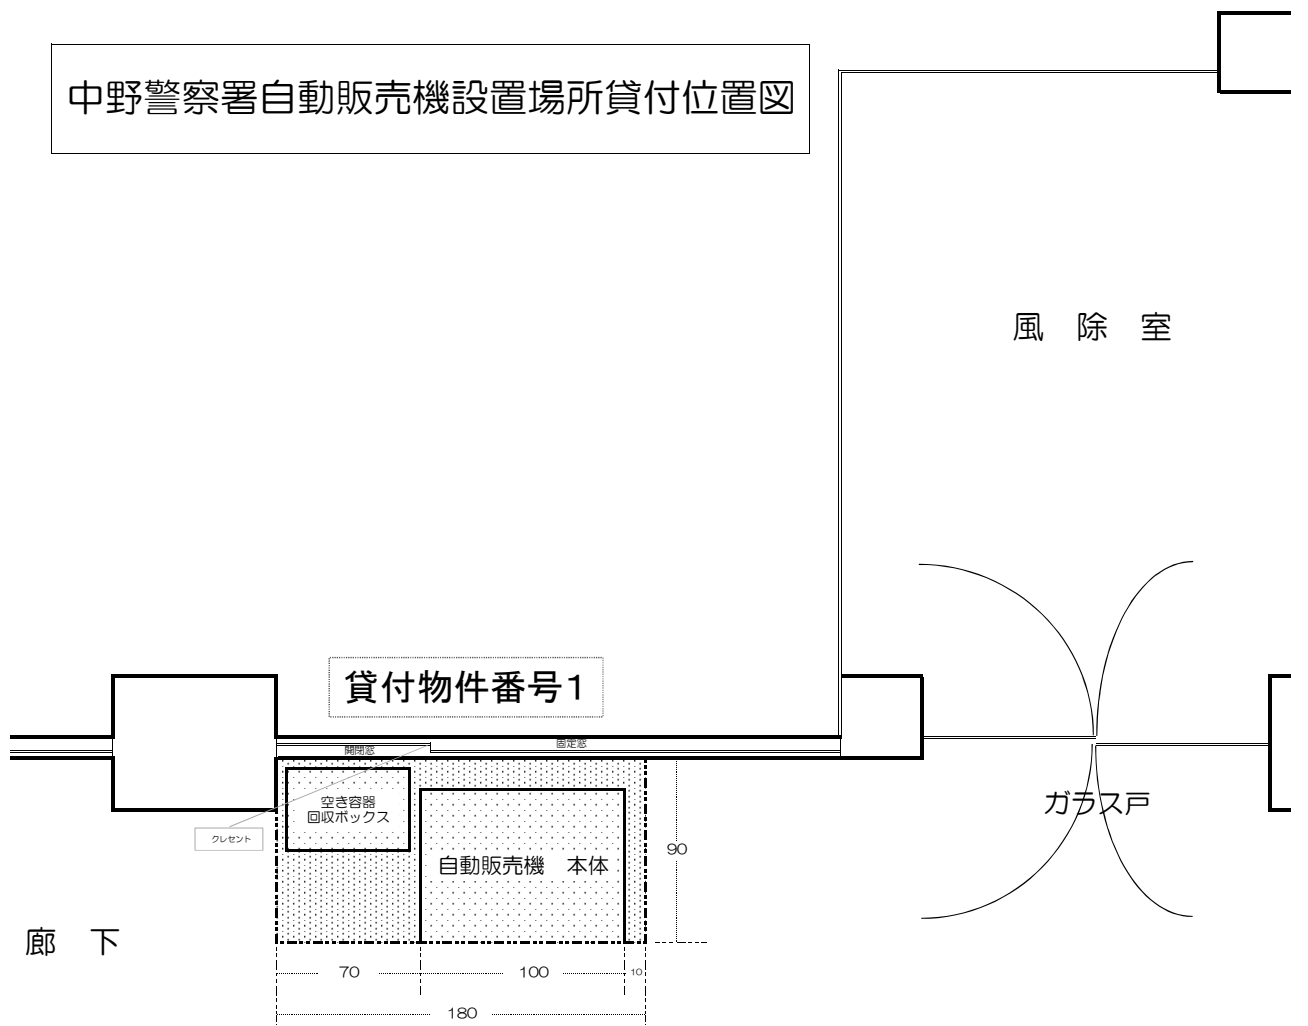 中野警察署自動販売機設置場所貸付位置図
風　除　室
貸付物件番号1
開閉窓
固定窓
空き容器
回収ボックス
クレセント
自動販売機　本体
ガラス戸
90
廊　下
70
100
10
180